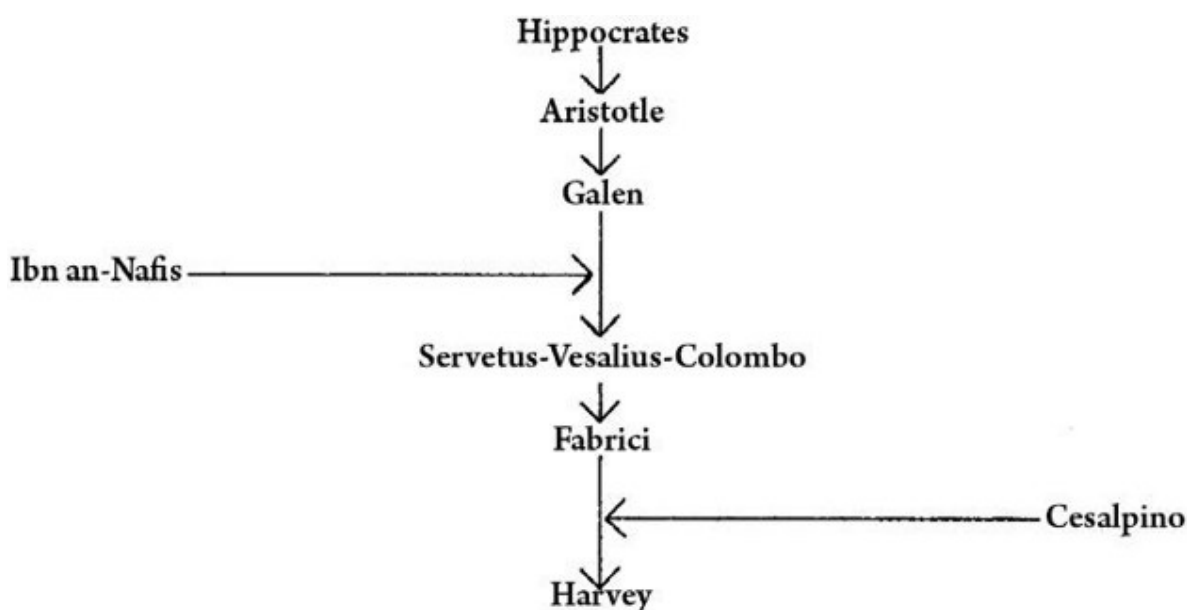 Hippocrates
Aristotle
Galen
Ibn an-Nafis
Servetus-Vesalius-Colombo
Fabrici
Cesalpino
Harvey